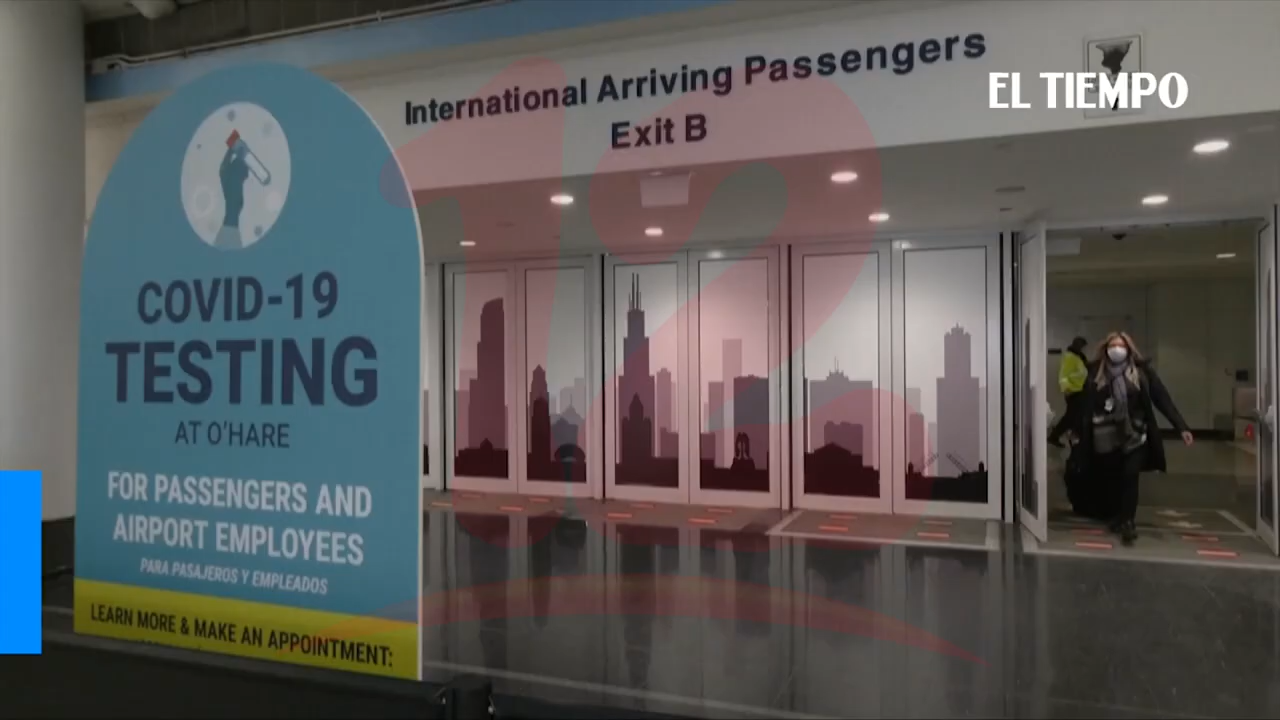 International Arriving Passengers
Exit B
EL TIEMPO
12
COVID-19
TESTING
AT O'HARE
FOR PASSENGERS AND
AIRPORT EMPLOYEES
PARA PASAJEROS Y EMPLEADOS
LEARN MORE & MAKE AN APPOINTMENT: